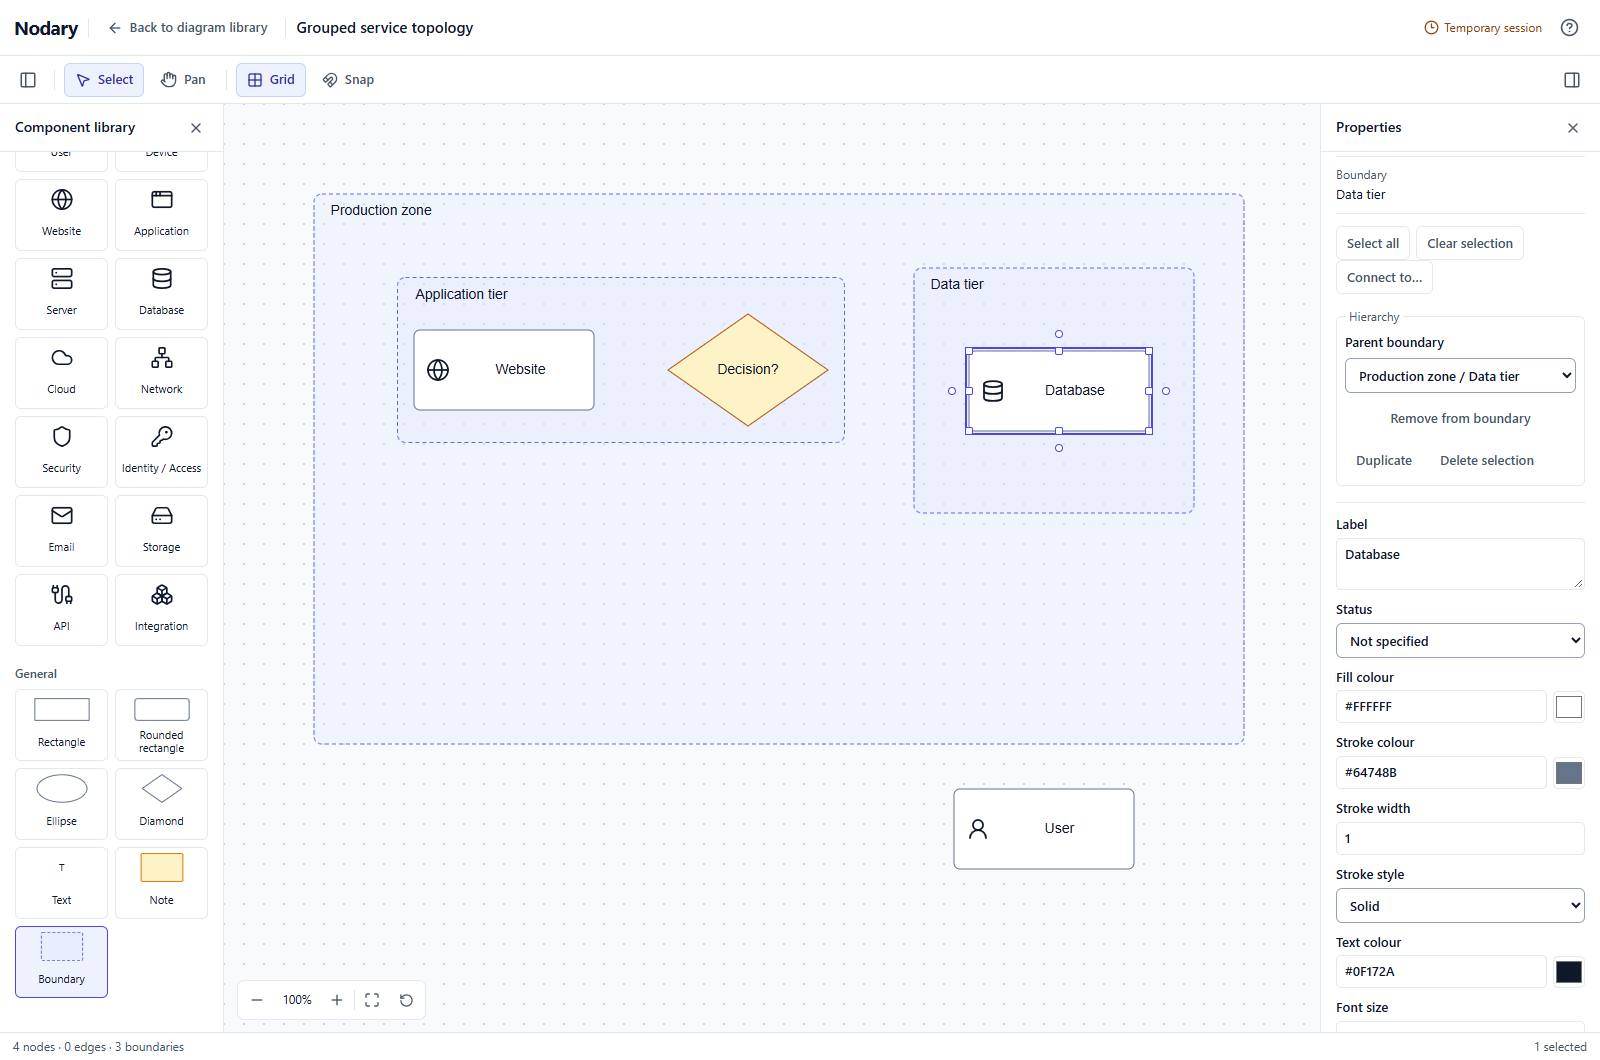 Nodary
Back to diagram library
Grouped service topology
Temporary session
Select
Pan
Grid
Snap
Component library
User
Device
Website
Application
Server
Database
Cloud
Network
Security
Identity / Access
Email
Storage
API
Integration
General
Rectangle
Rounded
rectangle
Ellipse
Diamond
T
Text
Note
Boundary
Production zone
Application tier
Website
Decision?
Data tier
Database
User
100%
Properties
Boundary
Data tier
Select all
Clear selection
Connect to...
Hierarchy
Parent boundary
Production zone / Data tier
Remove from boundary
Duplicate
Delete selection
Label
Database
Status
Not specified
Fill colour
#FFFFFF
Stroke colour
#64748B
Stroke width
1
Stroke style
Solid
Text colour
#0F172A
Font size
4 nodes · 0 edges · 3 boundaries
1 selected